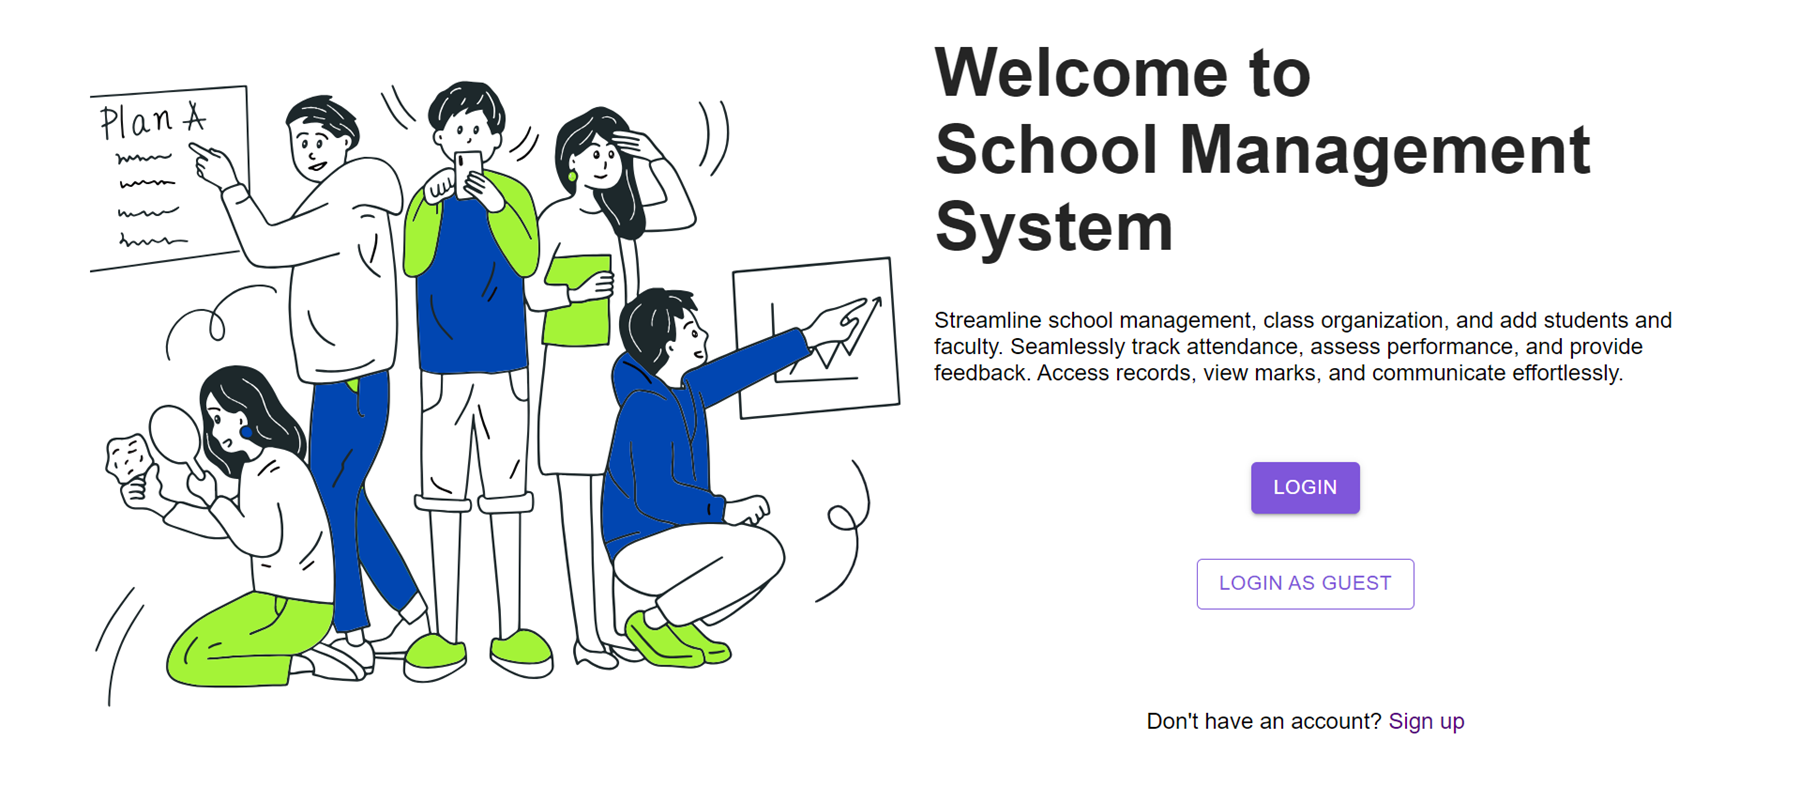 Plan A
Welcome to
School Management
System
Streamline school management, class organization, and add students and
faculty. Seamlessly track attendance, assess performance, and provide
feedback. Access records, view marks, and communicate effortlessly.
LOGIN
LOGIN AS GUEST
Don't have an account? Sign up